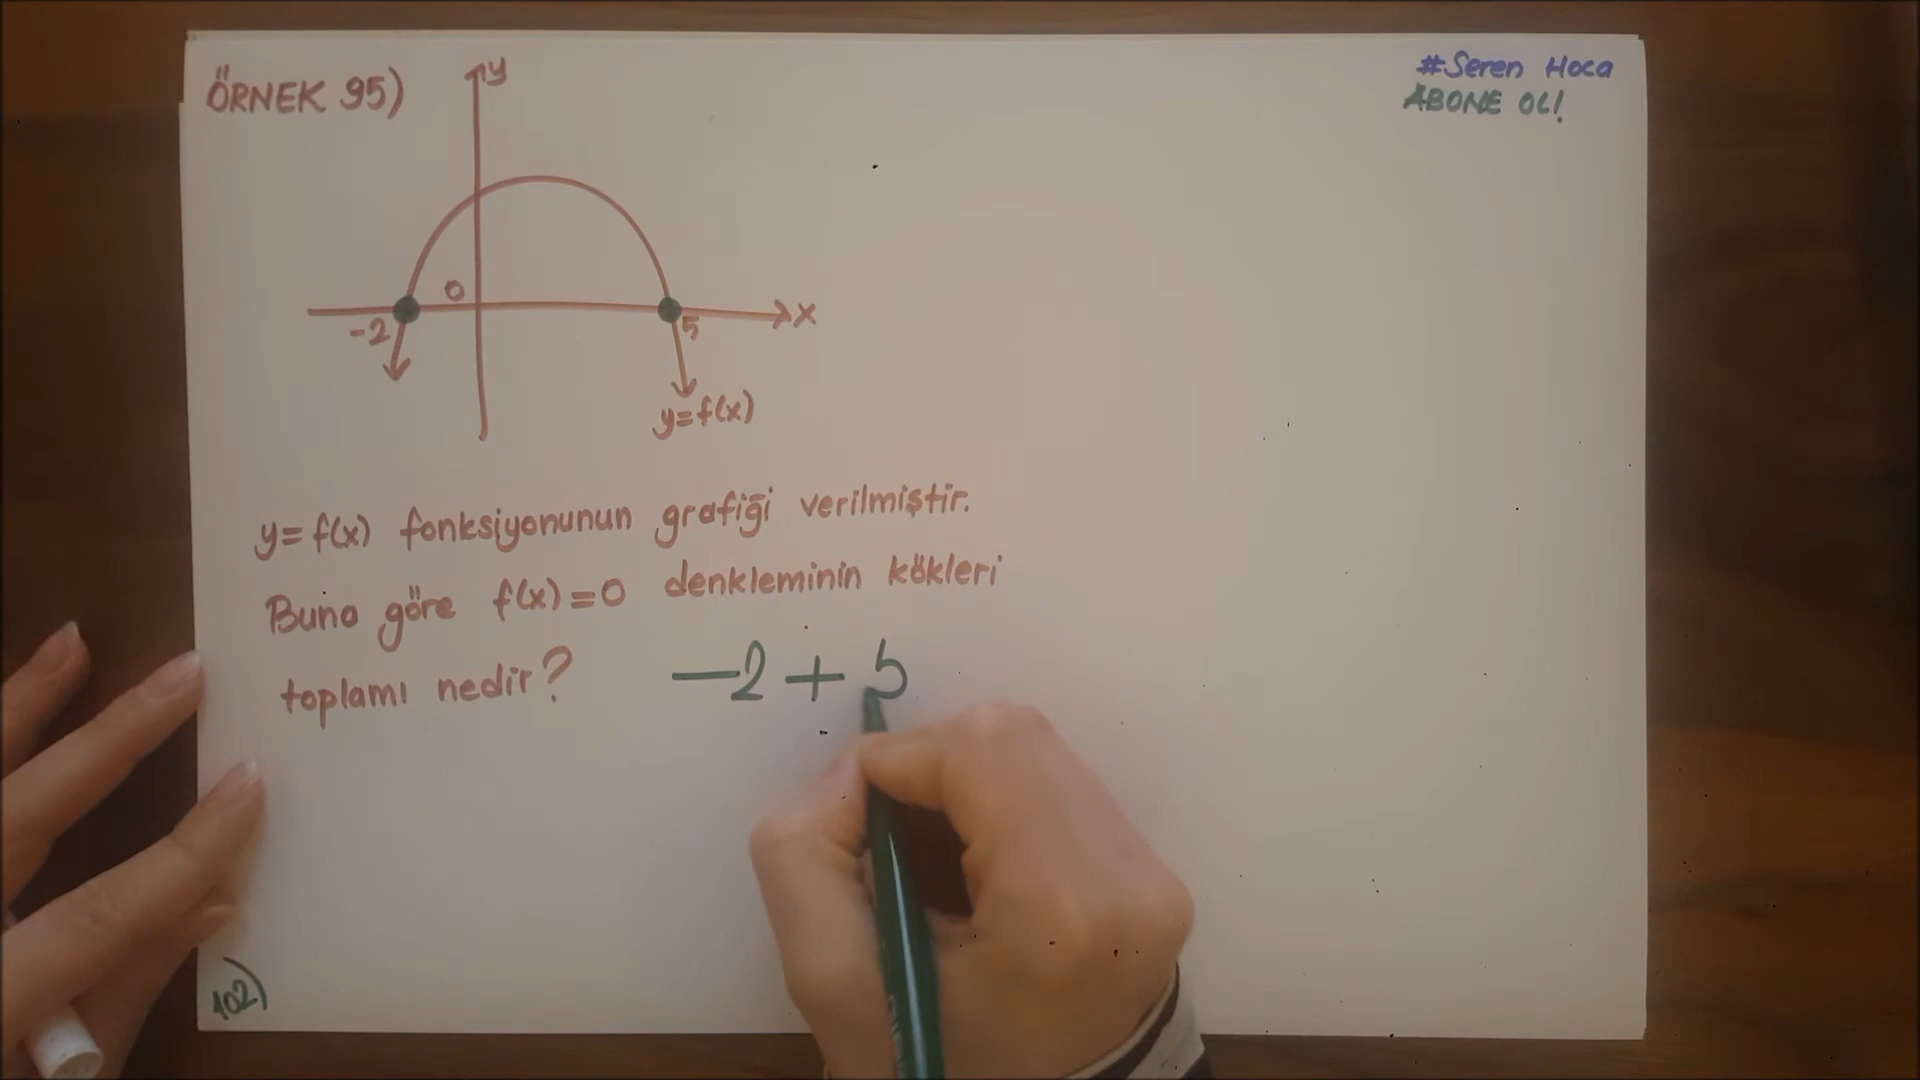 ÖRNEK 95)
y
#Seren Hoca
ABONE OL!
0
-2
5
x
y=f(x)
y=f(x) fonksiyonunun grafiği verilmiştir.
Buna göre f(x)=0 denkleminin kökleri
toplamı nedir?
-2+5
102)